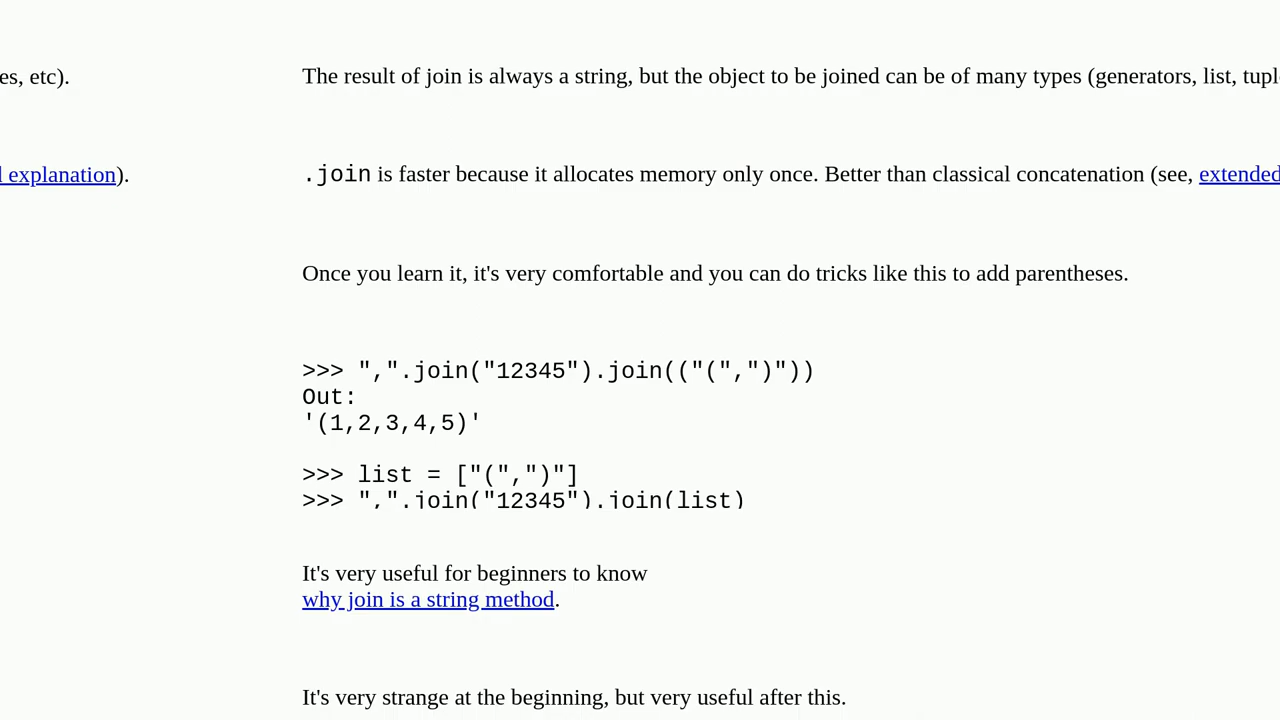 es, etc).
The result of join is always a string, but the object to be joined can be of many types (generators, list, tupl
explanation).
.join is faster because it allocates memory only once. Better than classical concatenation (see, extended
Once you learn it, it's very comfortable and you can do tricks like this to add parentheses.
>>> ",".join("12345").join(("(",")"))
Out:
'(1,2,3,4,5)'
>>> list = ["(",")"]
>>> ",".join("12345").join(list)
It's very useful for beginners to know
why join is a string method.
It's very strange at the beginning, but very useful after this.